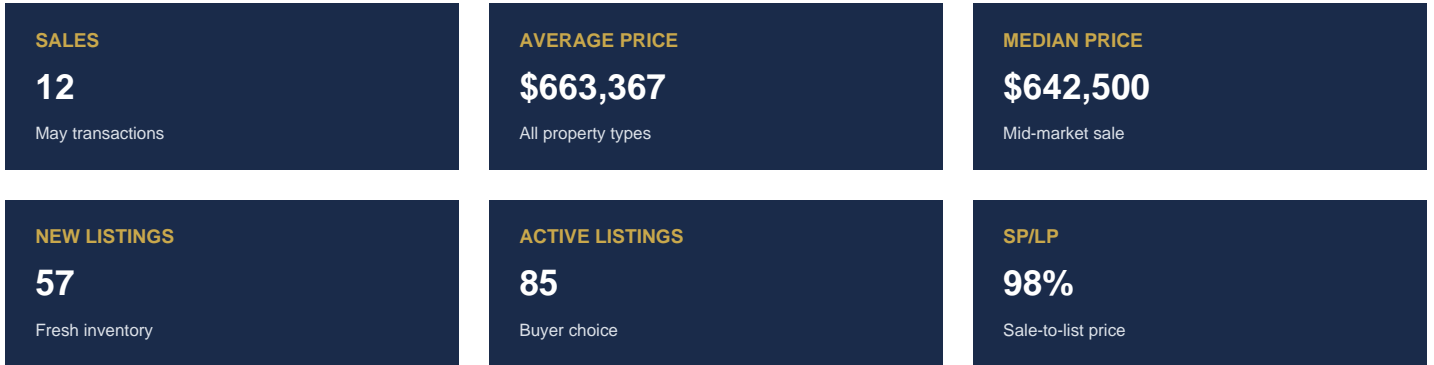 SALES
12
May transactions
AVERAGE PRICE
$663,367
All property types
MEDIAN PRICE
$642,500
Mid-market sale
NEW LISTINGS
57
Fresh inventory
ACTIVE LISTINGS
85
Buyer choice
SP/LP
98%
Sale-to-list price